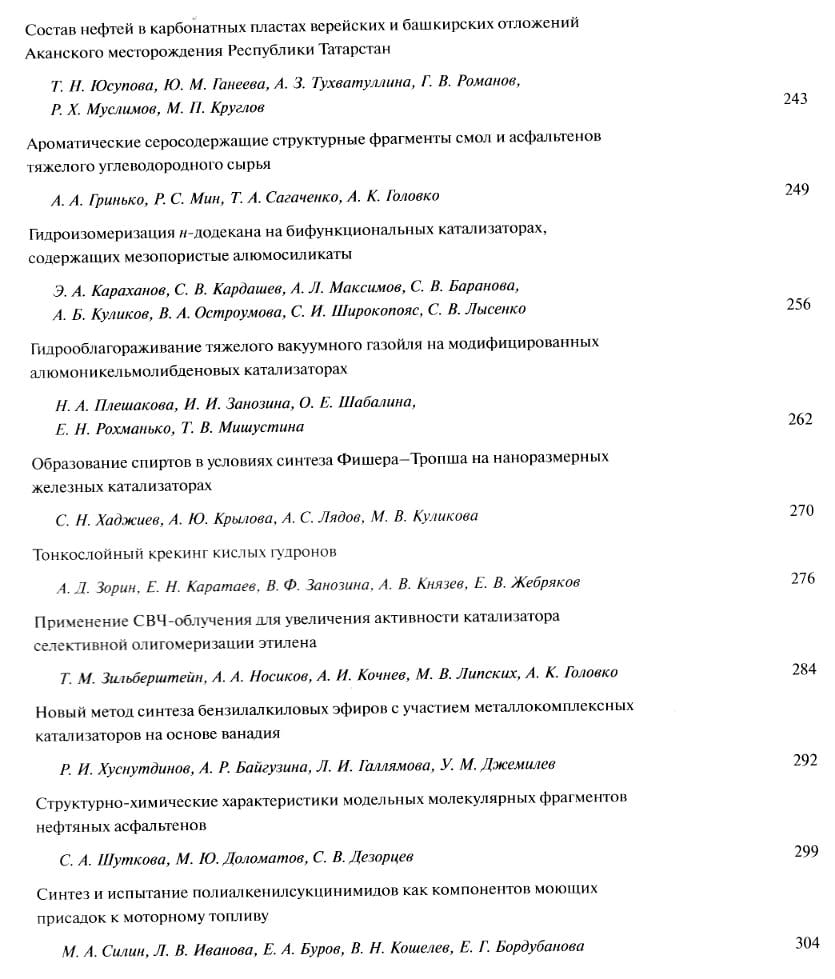 Состав нефтей в карбонатных пластах верейских и башкирских отложений
Аканского месторождения Республики Татарстан
Т. Н. Юсупова, Ю. М. Ганеева, А. З. Тухватуллина, Г. В. Романов,
Р. Х. Муслимов, М. П. Круглов 243
Ароматические серосодержащие структурные фрагменты смол и асфальтенов
тяжелого углеводородного сырья
А. А. Гринько, Р. С. Мин, Т. А. Сагаченко, А. К. Головко 249
Гидроизомеризация н-додекана на бифункциональных катализаторах,
содержащих мезопористые алюмосиликаты
Э. А. Караханов, С. В. Кардашев, А. Л. Максимов, С. В. Баранова,
А. Б. Куликов, В. А. Остроумова, С. И. Широкопояс, С. В. Лысенко 256
Гидрооблагораживание тяжелого вакуумного газойля на модифицированных
алюмоникельмолибденовых катализаторах
Н. А. Плешакова, И. И. Занозина, О. Е. Шабалина,
Е. Н. Рохманько, Т. В. Мишустина 262
Образование спиртов в условиях синтеза Фишера–Тропша на наноразмерных
железных катализаторах
С. Н. Хаджиев, А. Ю. Крылова, А. С. Лядов, М. В. Куликова 270
Тонкослойный крекинг кислых гудронов
А. Д. Зорин, Е. Н. Каратаев, В. Ф. Занозина, А. В. Князев, Е. В. Жебряков 276
Применение СВЧ-облучения для увеличения активности катализатора
селективной олигомеризации этилена
Т. М. Зильберштейн, А. А. Носиков, А. И. Кочнев, М. В. Липских, А. К. Головко 284
Новый метод синтеза бензилалкиловых эфиров с участием металлокомплексных
катализаторов на основе ванадия
Р. И. Хуснутдинов, А. Р. Байгузина, Л. И. Галлямова, У. М. Джемилев 292
Структурно-химические характеристики модельных молекулярных фрагментов
нефтяных асфальтенов
С. А. Шуткова, М. Ю. Доломатов, С. В. Дезорцев 299
Синтез и испытание полиалкенилсукцинимидов как компонентов моющих
присадок к моторному топливу
М. А. Силин, Л. В. Иванова, Е. А. Буров, В. Н. Кошелев, Е. Г. Бордубанова 304